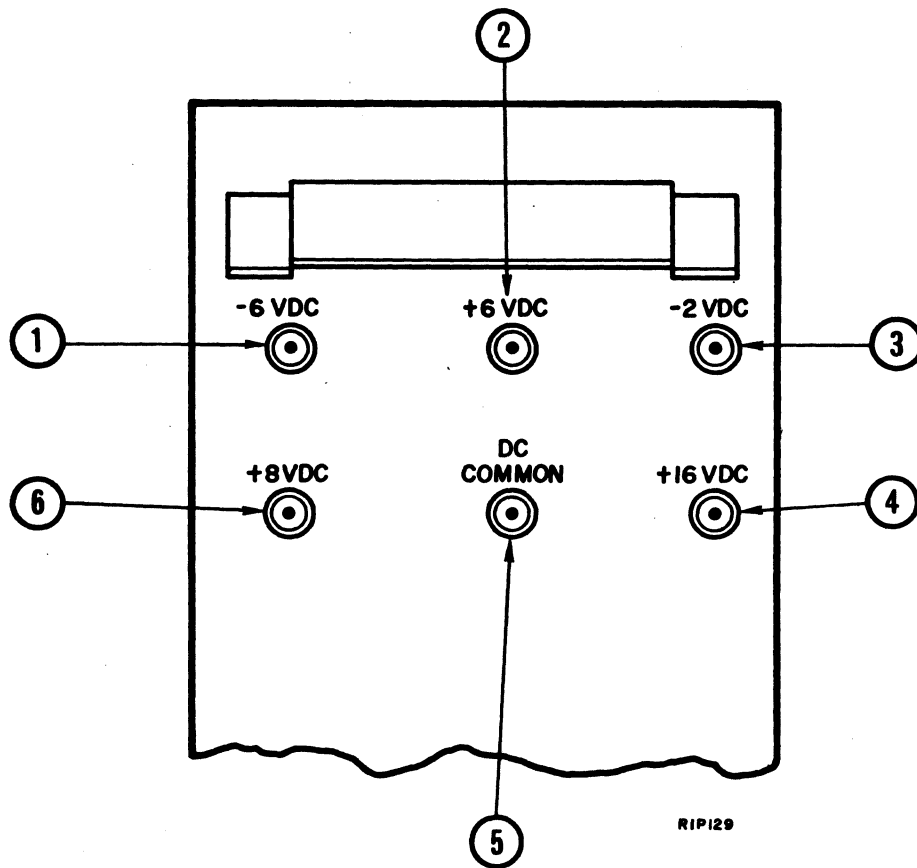 2
-6 VDC
+6 VDC
-2 VDC
1
3
+8VDC
DC
COMMON
+16 VDC
6
4
5
RIP129